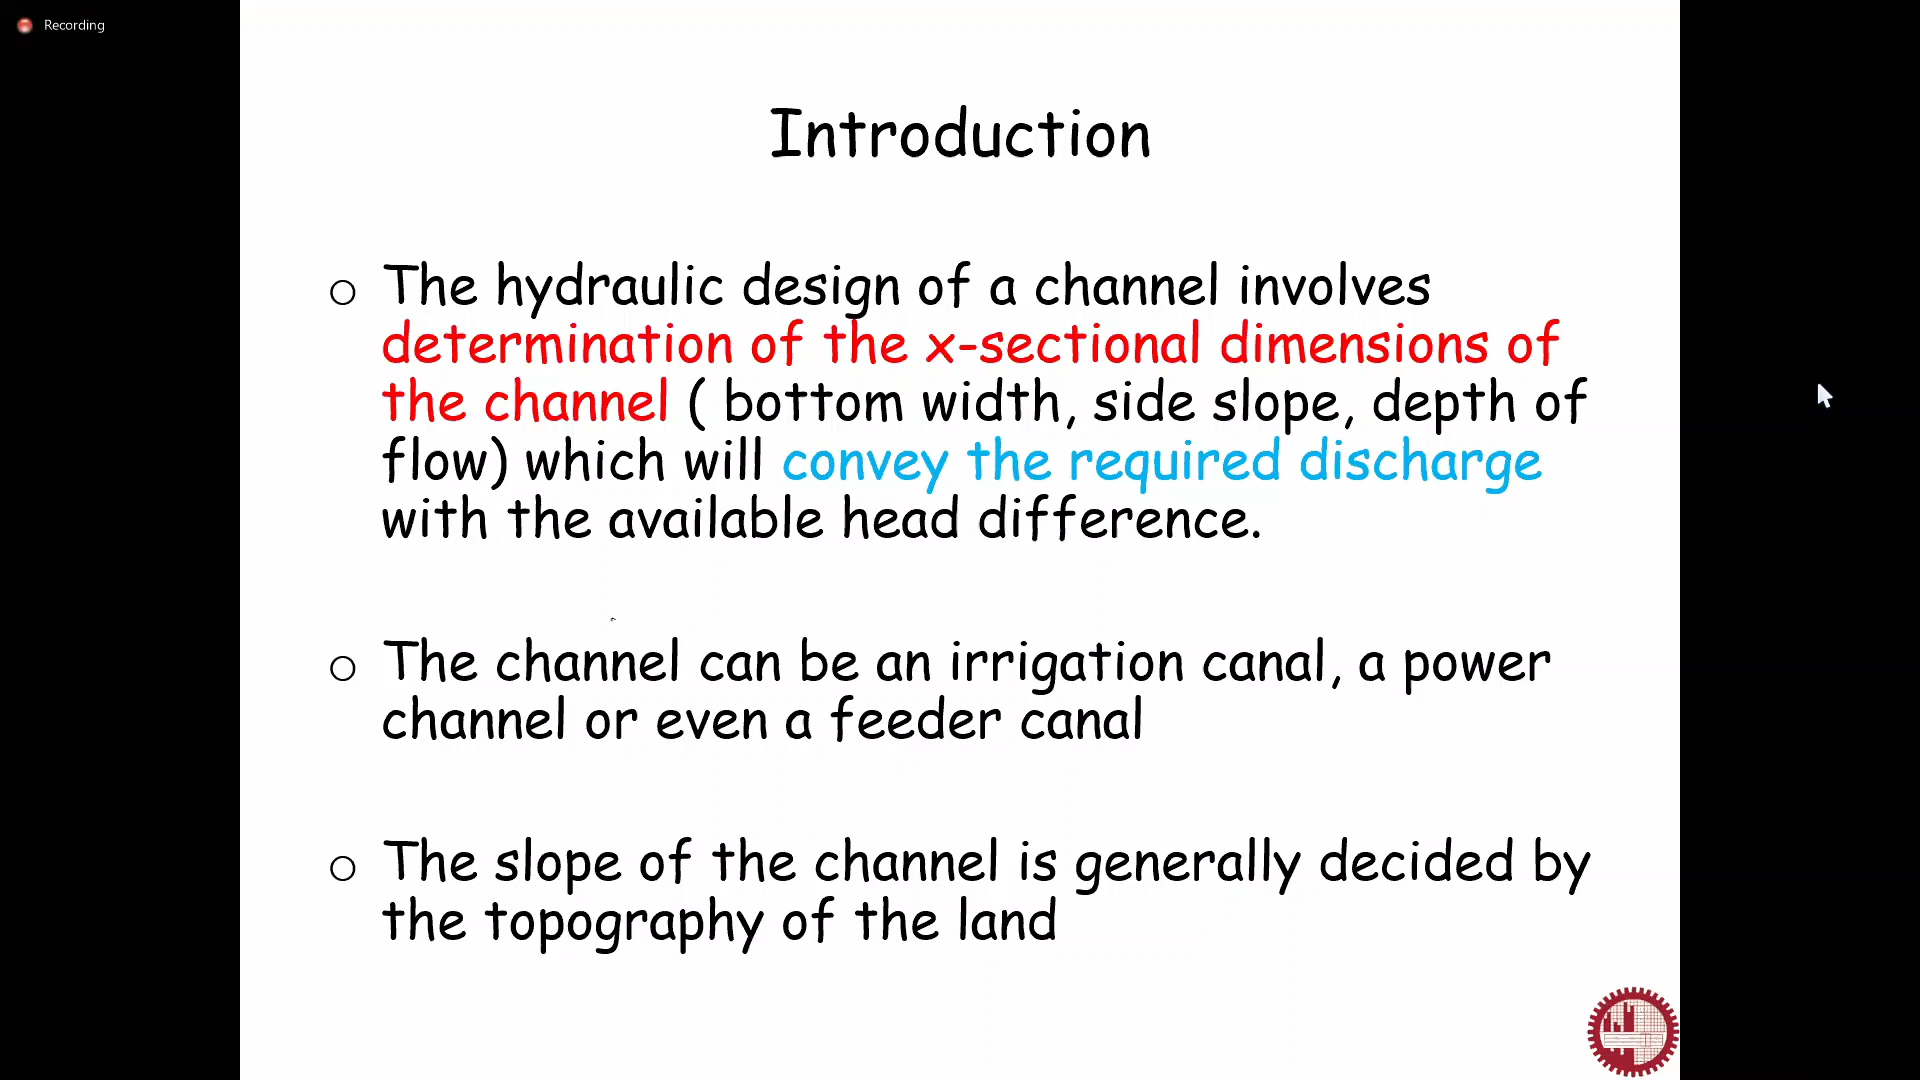 Recording
Introduction
o The hydraulic design of a channel involves
determination of the x-sectional dimensions of
the channel ( bottom width, side slope, depth of
flow) which will convey the required discharge
with the available head difference.
o The channel can be an irrigation canal, a power
channel or even a feeder canal
o The slope of the channel is generally decided by
the topography of the land